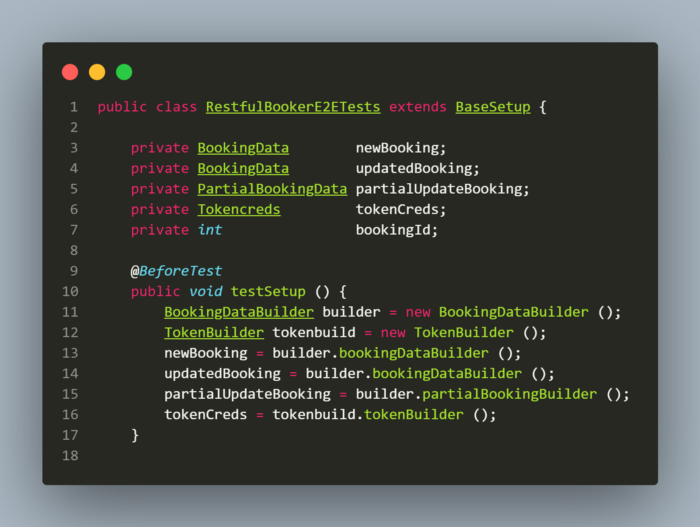 1 public class RestfulBookerE2ETests extends BaseSetup {
2
3     private BookingData        newBooking;
4     private BookingData        updatedBooking;
5     private PartialBookingData partialUpdateBooking;
6     private Tokencreds         tokenCreds;
7     private int                bookingId;
8
9     @BeforeTest
10     public void testSetup () {
11         BookingDataBuilder builder = new BookingDataBuilder ();
12         TokenBuilder tokenbuild = new TokenBuilder ();
13         newBooking = builder.bookingDataBuilder ();
14         updatedBooking = builder.bookingDataBuilder ();
15         partialUpdateBooking = builder.partialBookingBuilder ();
16         tokenCreds = tokenbuild.tokenBuilder ();
17     }
18